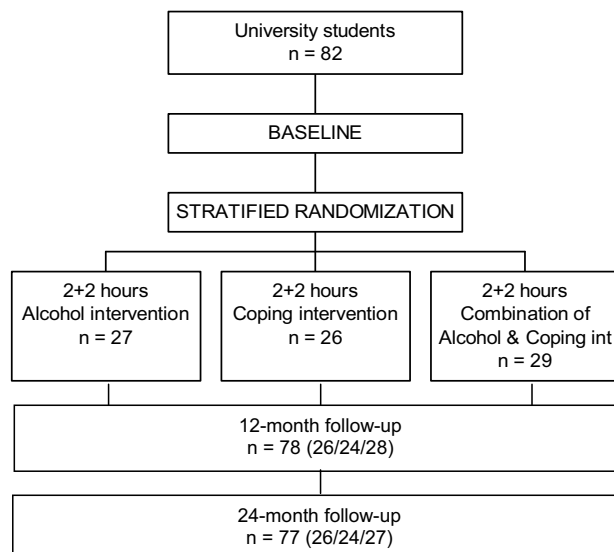 University students
n = 82
BASELINE
STRATIFIED RANDOMIZATION
2+2 hours
Alcohol intervention
n = 27
2+2 hours
Coping intervention
n = 26
2+2 hours
Combination of
Alcohol & Coping int
n = 29
12-month follow-up
n = 78 (26/24/28)
24-month follow-up
n = 77 (26/24/27)